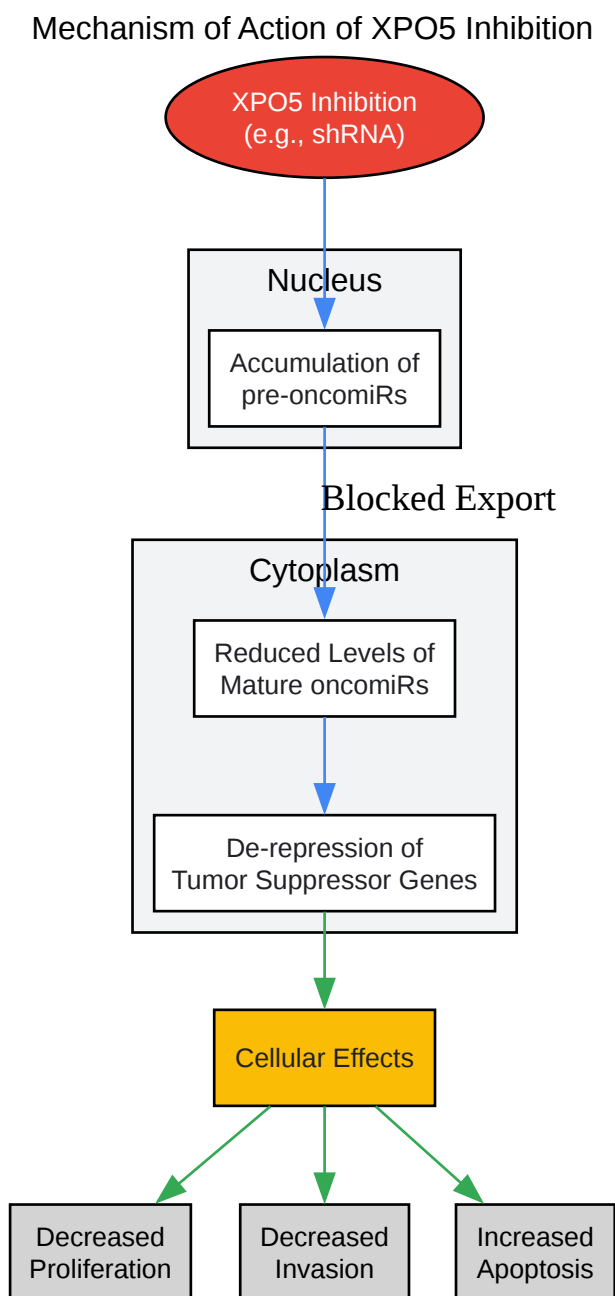 Mechanism of Action of XPO5 Inhibition
XPO5 Inhibition
(e.g., shRNA)
Nucleus
Accumulation of
pre-oncomiRs
Blocked Export
Cytoplasm
Reduced Levels of
Mature oncomiRs
De-repression of
Tumor Suppressor Genes
Cellular Effects
Decreased
Proliferation
Decreased
Invasion
Increased
Apoptosis